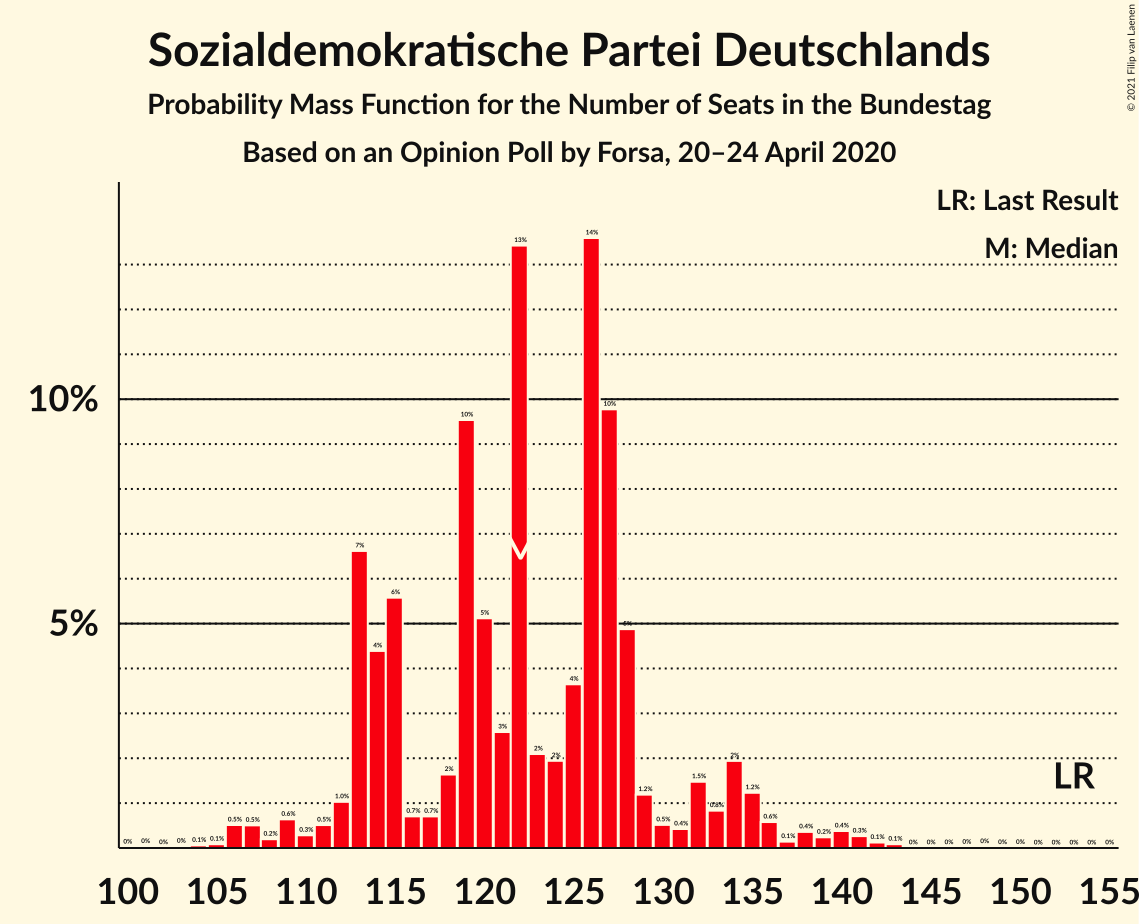 Sozialdemokratische Partei Deutschlands
Probability Mass Function for the Number of Seats in the Bundestag
Based on an Opinion Poll by Forsa, 20–24 April 2020
© 2021 Filip van Laenen
LR: Last Result
M: Median
10%
5%
0% 0% 0% 0% 0.1% 0.1% 0.5% 0.5% 0.2% 0.6% 0.3% 0.5% 1.0% 7% 4% 6% 0.7% 0.7% 2% 10% 5% 3% 13% 2% 2% 4% 14% 10% 5% 1.2% 0.5% 0.4% 1.5% 0.8% 2% 1.2% 0.6% 0.1% 0.4% 0.2% 0.4% 0.3% 0.1% 0.1% 0% 0% 0% 0% 0% 0% 0% 0% 0% 0% 0% 0%
M
LR
100 105 110 115 120 125 130 135 140 145 150 155